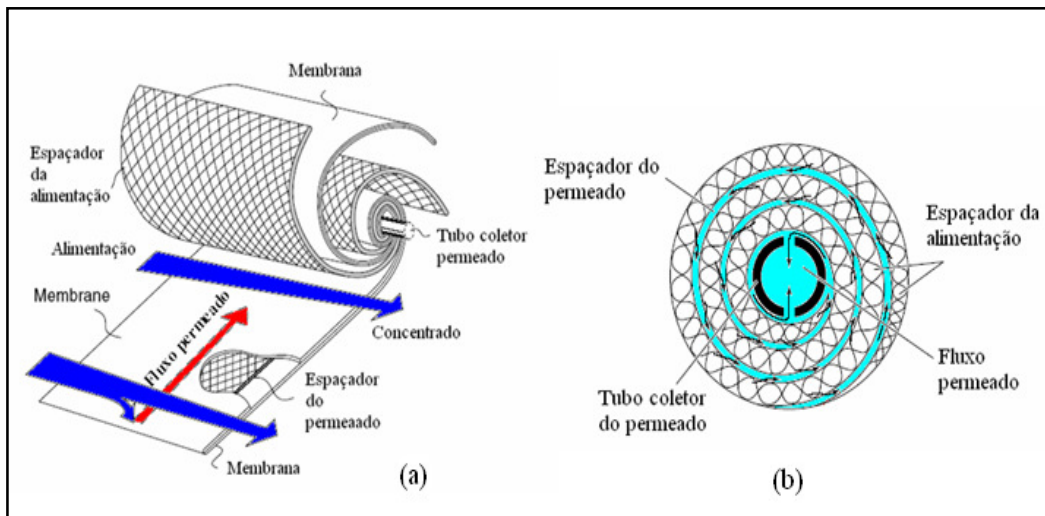 Membrana
Espaçador
da
alimentação
Alimentação
Tubo coletor
permeado
Membrane
Fluxo permeado
Concentrado
Espaçador
do
permeaado
Membrana
(a)
Espaçador do
permeado
Espaçador da
alimentação
Fluxo
permeado
Tubo coletor
do permeado
(b)